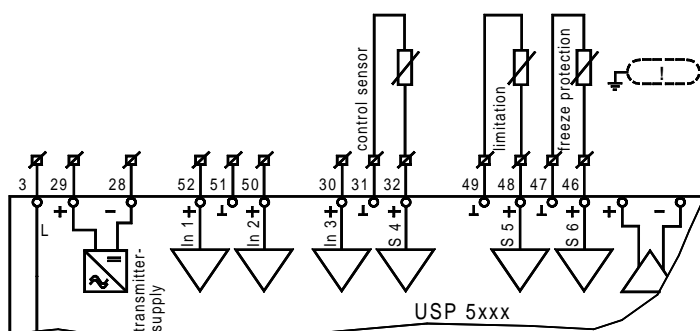 control sensor
limitation
freeze protection
!
3 29 28 52 51 50 30 31 32 49 48 47 46
+ − + ⊥ + + ⊥ + ⊥ + ⊥ + + −
L
In 1
In 2
In 3
S 4
S 5
S 6
=
≈
transmitter-
supply
USP 5xxx